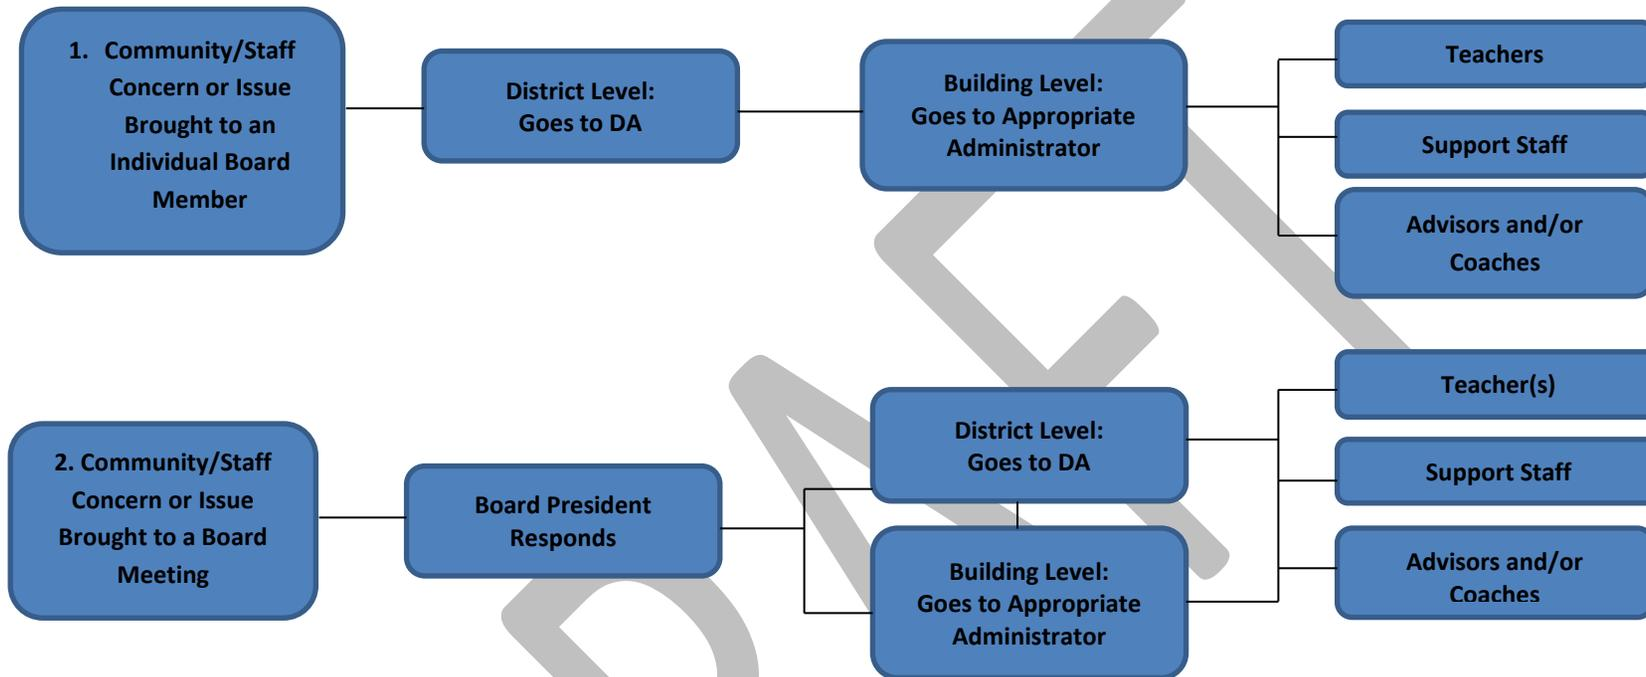 1. Community/Staff
Concern or Issue
Brought to an
Individual Board
Member
District Level:
Goes to DA
Building Level:
Goes to Appropriate
Administrator
Teachers
Support Staff
Advisors and/or
Coaches
2. Community/Staff
Concern or Issue
Brought to a Board
Meeting
Board President
Responds
District Level:
Goes to DA
Building Level:
Goes to Appropriate
Administrator
Teacher(s)
Support Staff
Advisors and/or
Coaches